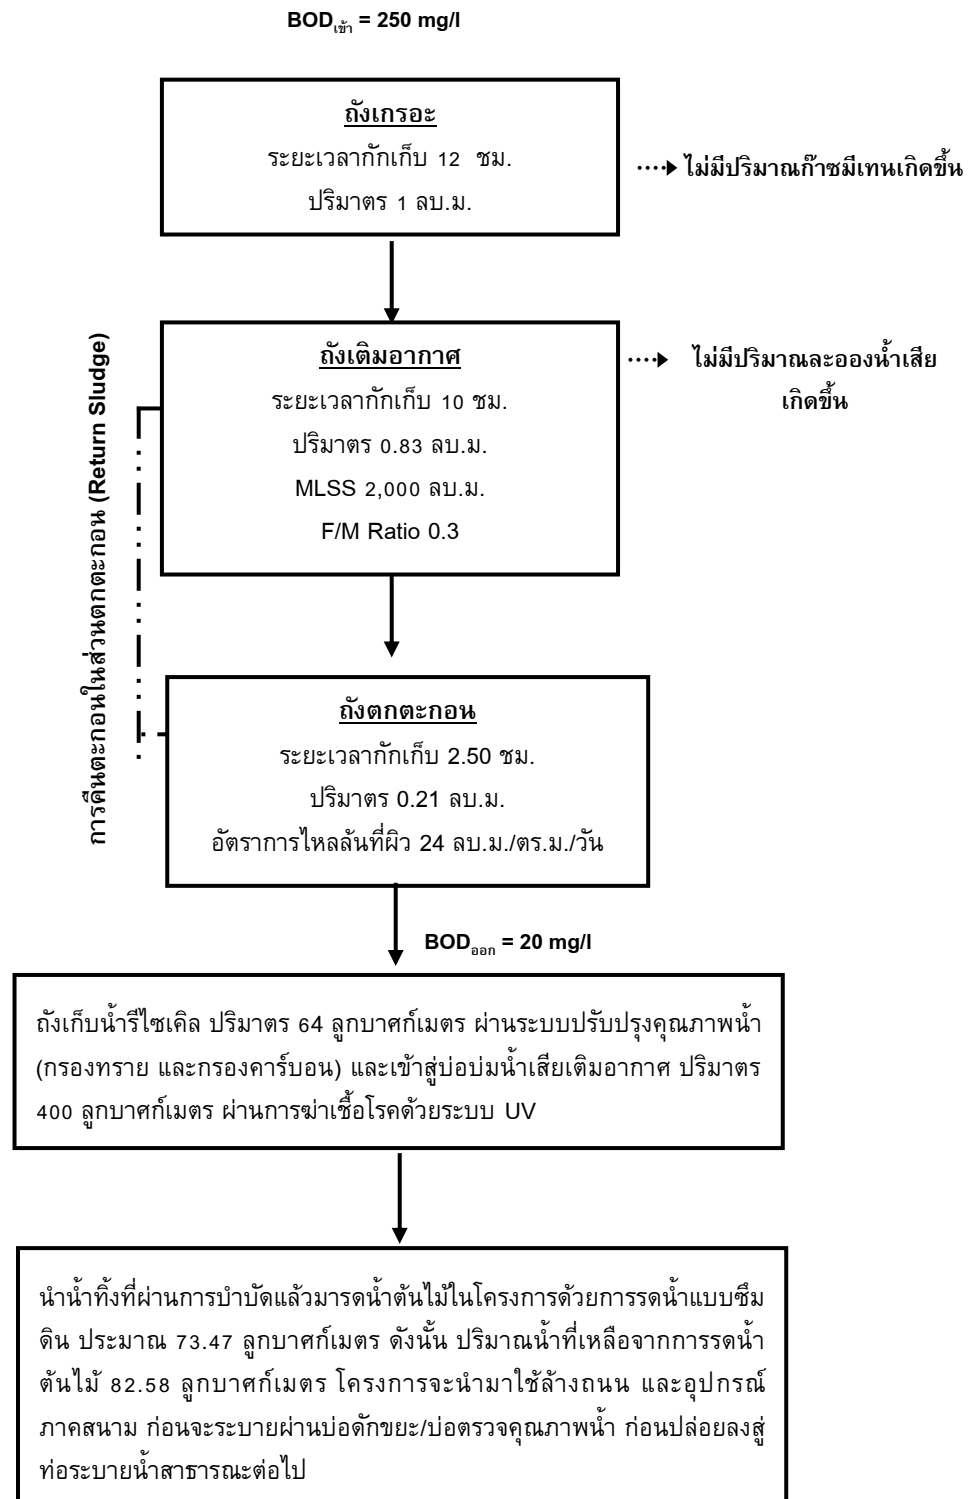 BODเข้า = 250 mg/l
ถังเกรอะ
ระยะเวลากักเก็บ 12 ชม.
ปริมาตร 1 ลบ.ม.
ไม่มีปริมาณก๊าซมีเทนเกิดขึ้น
ถังเติมอากาศ
ระยะเวลากักเก็บ 10 ชม.
ปริมาตร 0.83 ลบ.ม.
MLSS 2,000 ลบ.ม.
F/M Ratio 0.3
ไม่มีปริมาณละอองน้ำเสีย
เกิดขึ้น
การคืนตะกอนในส่วนตกตะกอน (Return Sludge)
ถังตกตะกอน
ระยะเวลากักเก็บ 2.50 ชม.
ปริมาตร 0.21 ลบ.ม.
อัตราการไหลล้นที่ผิว 24 ลบ.ม./ตร.ม./วัน
BODออก = 20 mg/l
ถังเก็บน้ำรีไซเคิล ปริมาตร 64 ลูกบาศก์เมตร ผ่านระบบปรับปรุงคุณภาพน้ำ
(กรองทราย และกรองคาร์บอน) และเข้าสู่บ่อบ่มน้ำเสียเติมอากาศ ปริมาตร
400 ลูกบาศก์เมตร ผ่านการฆ่าเชื้อโรคด้วยระบบ UV
นำน้ำทิ้งที่ผ่านการบำบัดแล้วมารดน้ำต้นไม้ในโครงการด้วยการรดน้ำแบบซึม
ดิน ประมาณ 73.47 ลูกบาศก์เมตร ดังนั้น ปริมาณน้ำที่เหลือจากการรดน้ำ
ต้นไม้ 82.58 ลูกบาศก์เมตร โครงการจะนำมาใช้ล้างถนน และอุปกรณ์
ภาคสนาม ก่อนจะระบายผ่านบ่อดักขยะ/บ่อตรวจคุณภาพน้ำ ก่อนปล่อยลงสู่
ท่อระบายน้ำสาธารณะต่อไป